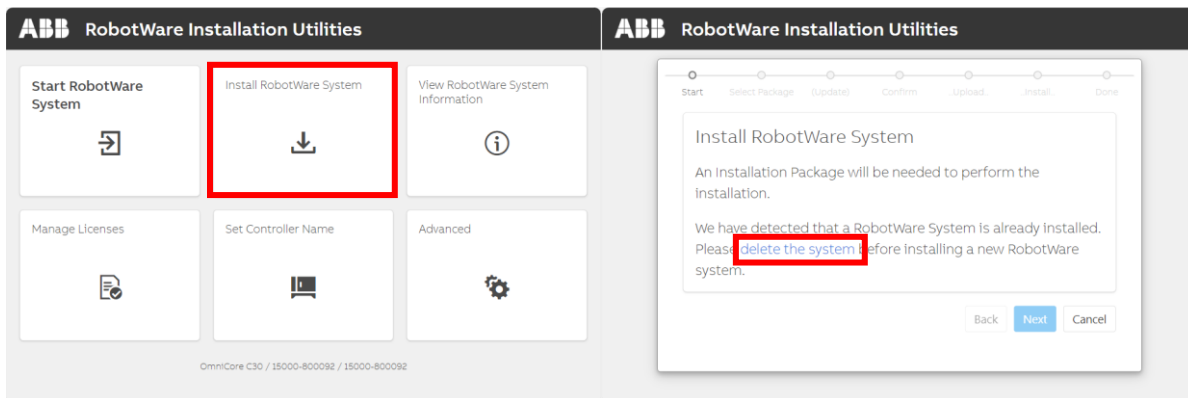 ABB RobotWare Installation Utilities
Start RobotWare
System
Install RobotWare System
View RobotWare System
Information
Manage Licenses
Set Controller Name
Advanced
OmniCore C30 / 15000-800092 / 15000-800092
ABB RobotWare Installation Utilities
Start
Select Package
(Update)
Confirm
..Upload..
..Install..
Done
Install RobotWare System
An Installation Package will be needed to perform the
installation.
We have detected that a RobotWare System is already installed.
Please delete the system before installing a new RobotWare
system.
Back
Next
Cancel